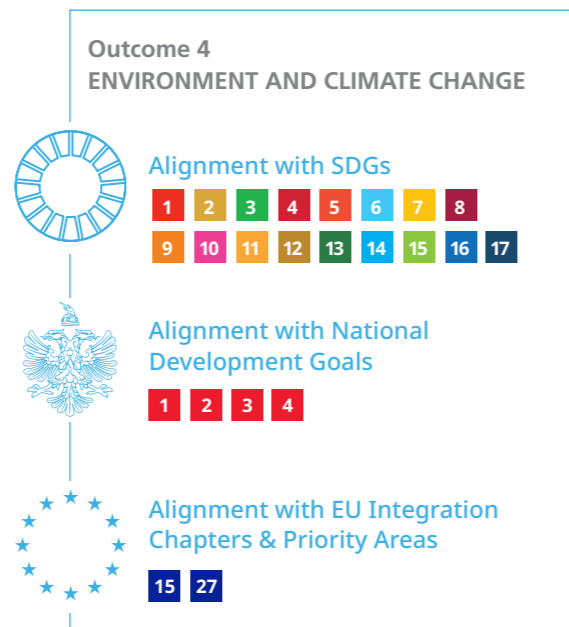 Outcome 4
ENVIRONMENT AND CLIMATE CHANGE
Alignment with SDGs
1 2 3 4 5 6 7 8
9 10 11 12 13 14 15 16 17
Alignment with National
Development Goals
1 2 3 4
Alignment with EU Integration
Chapters & Priority Areas
15 27